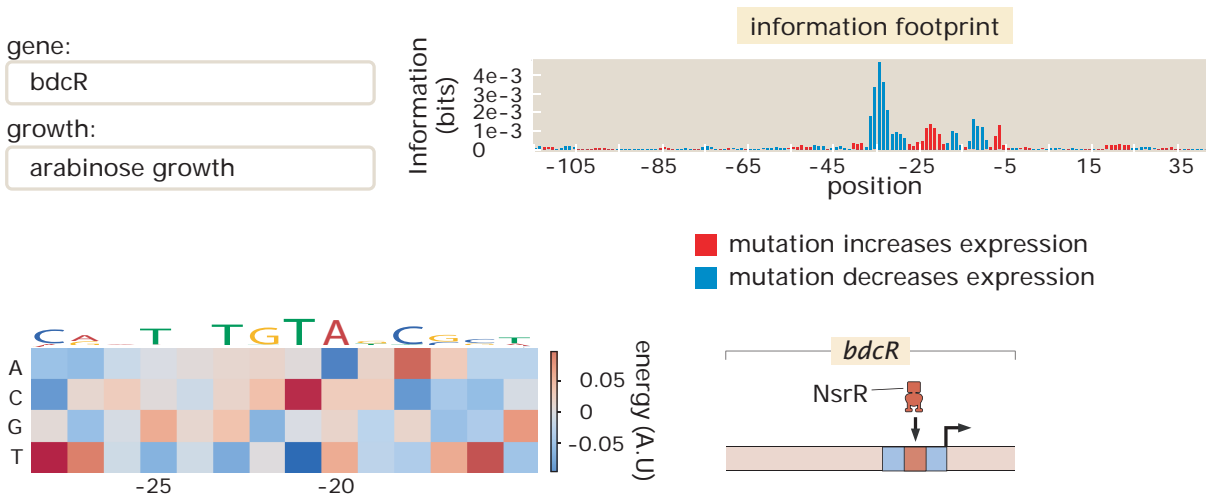 gene:
bdcR
growth:
arabinose growth
information footprint
Information
(bits)
4e-3
3e-3
2e-3
1e-3
0
-105 -85 -65 -45 -25 -5 15 35
position
mutation increases expression
mutation decreases expression
C A T T G T A C G C T
A
C
G
T
-25 -20
0.05
0
-0.05
energy (A.U)
bdcR
NsrR